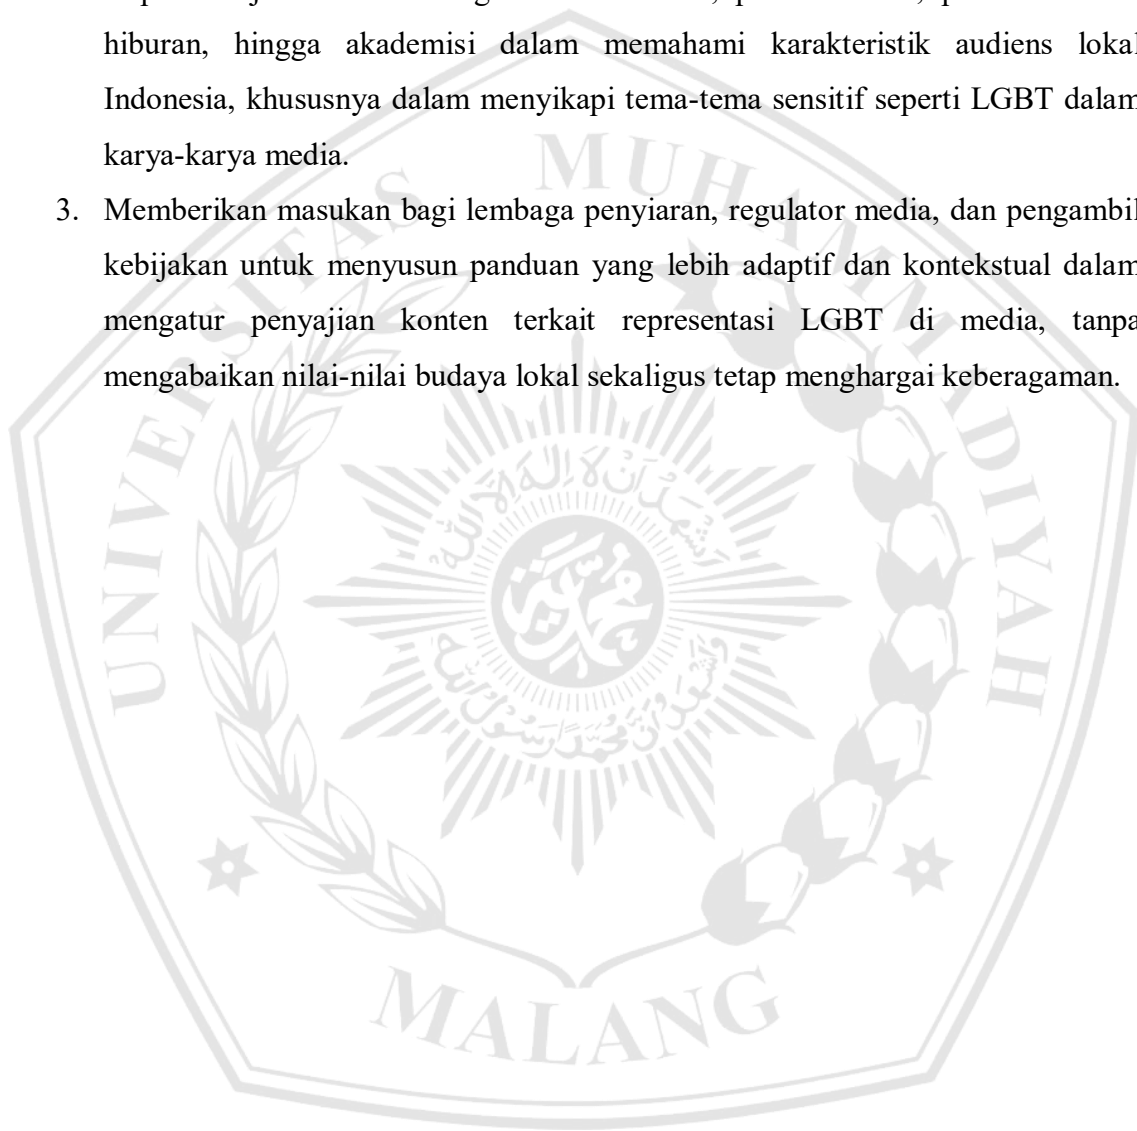 hiburan, hingga akademisi dalam memahami karakteristik audiens lokal
Indonesia, khususnya dalam menyikapi tema-tema sensitif seperti LGBT dalam
karya-karya media.
3. Memberikan masukan bagi lembaga penyiaran, regulator media, dan pengambil
kebijakan untuk menyusun panduan yang lebih adaptif dan kontekstual dalam
mengatur penyajian konten terkait representasi LGBT di media, tanpa
mengabaikan nilai-nilai budaya lokal sekaligus tetap menghargai keberagaman.
UNIVERSITAS MUHAMMADIYAH
MALANG